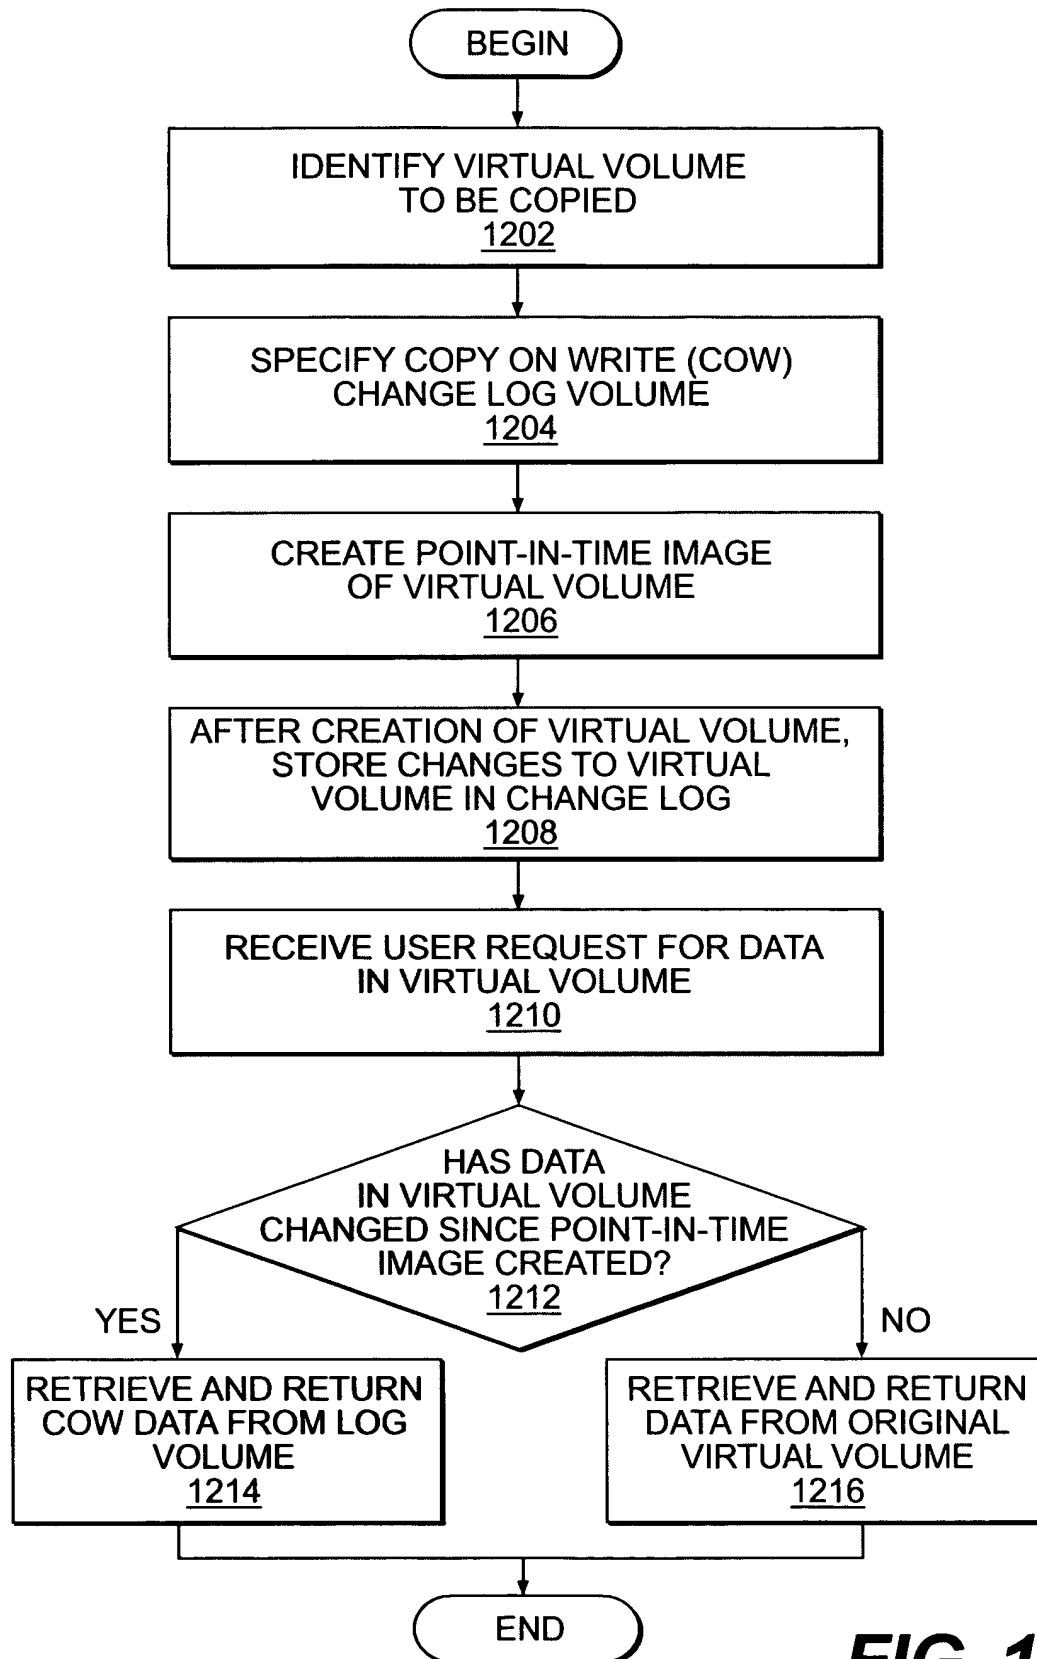 BEGIN
IDENTIFY VIRTUAL VOLUME
TO BE COPIED
1202
SPECIFY COPY ON WRITE (COW)
CHANGE LOG VOLUME
1204
CREATE POINT-IN-TIME IMAGE
OF VIRTUAL VOLUME
1206
AFTER CREATION OF VIRTUAL VOLUME,
STORE CHANGES TO VIRTUAL
VOLUME IN CHANGE LOG
1208
RECEIVE USER REQUEST FOR DATA
IN VIRTUAL VOLUME
1210
HAS DATA
IN VIRTUAL VOLUME
CHANGED SINCE POINT-IN-TIME
IMAGE CREATED?
1212
YES
NO
RETRIEVE AND RETURN
COW DATA FROM LOG
VOLUME
1214
RETRIEVE AND RETURN
DATA FROM ORIGINAL
VIRTUAL VOLUME
1216
END
FIG. 1